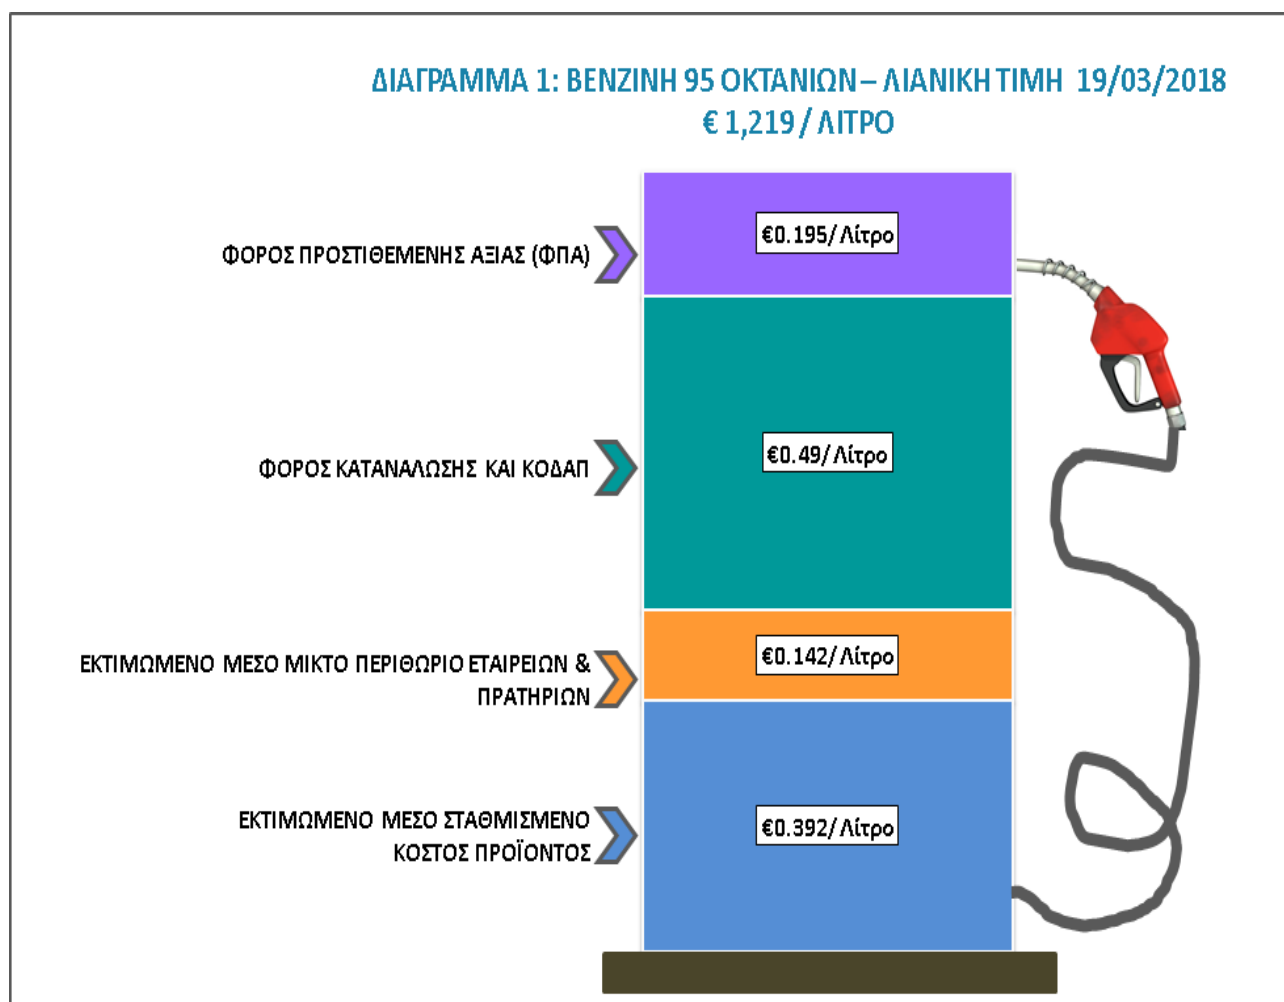 ΔΙΑΓΡΑΜΜΑ 1: ΒΕΝΖΙΝΗ 95 ΟΚΤΑΝΙΩΝ – ΛΙΑΝΙΚΗ ΤΙΜΗ 19/03/2018
€ 1,219 / ΛΙΤΡΟ
ΦΟΡΟΣ ΠΡΟΣΤΙΘΕΜΕΝΗΣ ΑΞΙΑΣ (ΦΠΑ)
€0.195/ Λίτρο
ΦΟΡΟΣ ΚΑΤΑΝΑΛΩΣΗΣ ΚΑΙ ΚΟΔΑΠ
€0.49/ Λίτρο
ΕΚΤΙΜΩΜΕΝΟ ΜΕΣΟ ΜΙΚΤΟ ΠΕΡΙΘΩΡΙΟ ΕΤΑΙΡΕΙΩΝ &
ΠΡΑΤΗΡΙΩΝ
€0.142/ Λίτρο
ΕΚΤΙΜΩΜΕΝΟ ΜΕΣΟ ΣΤΑΘΜΙΣΜΕΝΟ
ΚΟΣΤΟΣ ΠΡΟΪΟΝΤΟΣ
€0.392/ Λίτρο